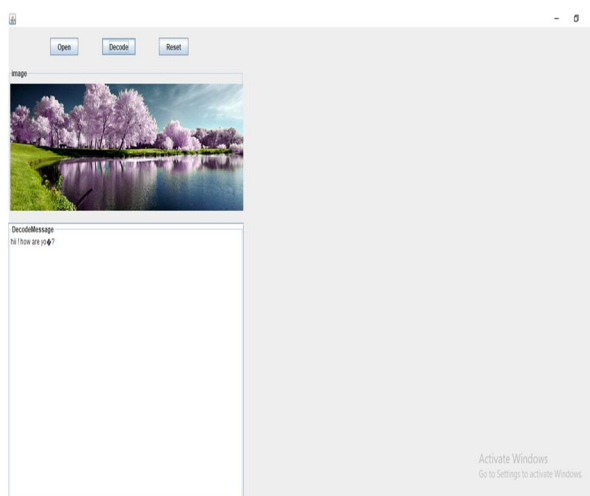 Open Decode Reset
image
DecodeMessage
hii ! how are yo�?
Activate Windows
Go to Settings to activate Windows.